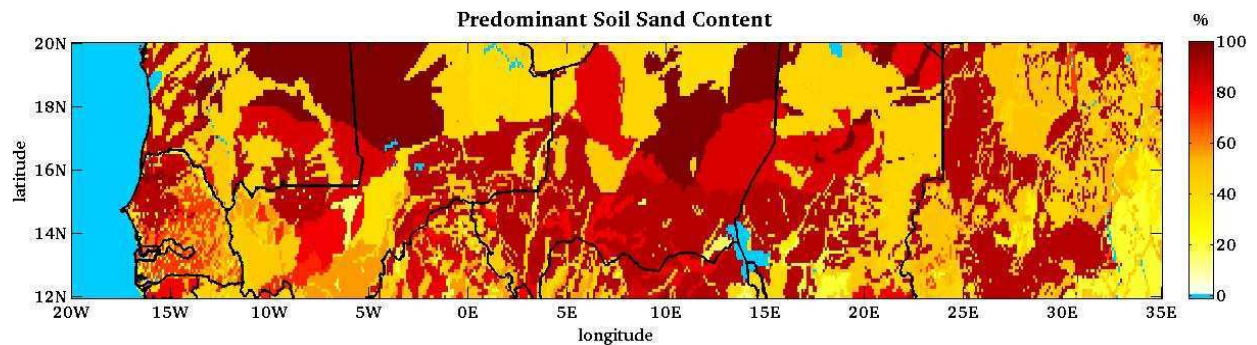 Predominant Soil Sand Content
%
20N
18N
16N
14N
12N
latitude
20W 15W 10W 5W 0E 5E 10E 15E 20E 25E 30E 35E
longitude
100
80
60
40
20
0